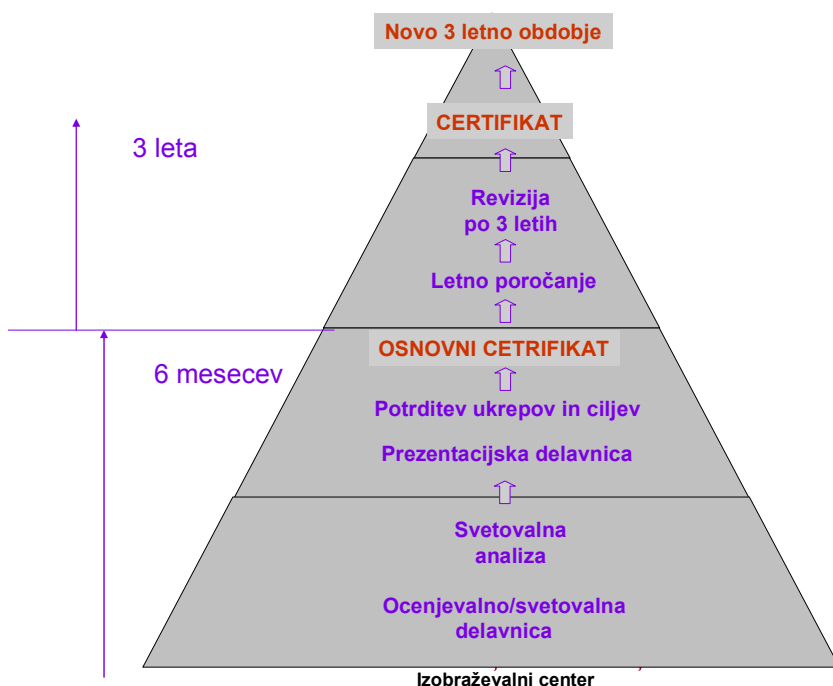 Novo 3 letno obdobje
CERTIFIKAT
3 leta
Revizija
po 3 letih
Letno poročanje
OSNOVNI CETRIFIKAT
6 mesecev
Potrditev ukrepov in ciljev
Prezentacijska delavnica
Svetovalna
analiza
Ocenjevalno/svetovalna
delavnica
Izobraževalni center